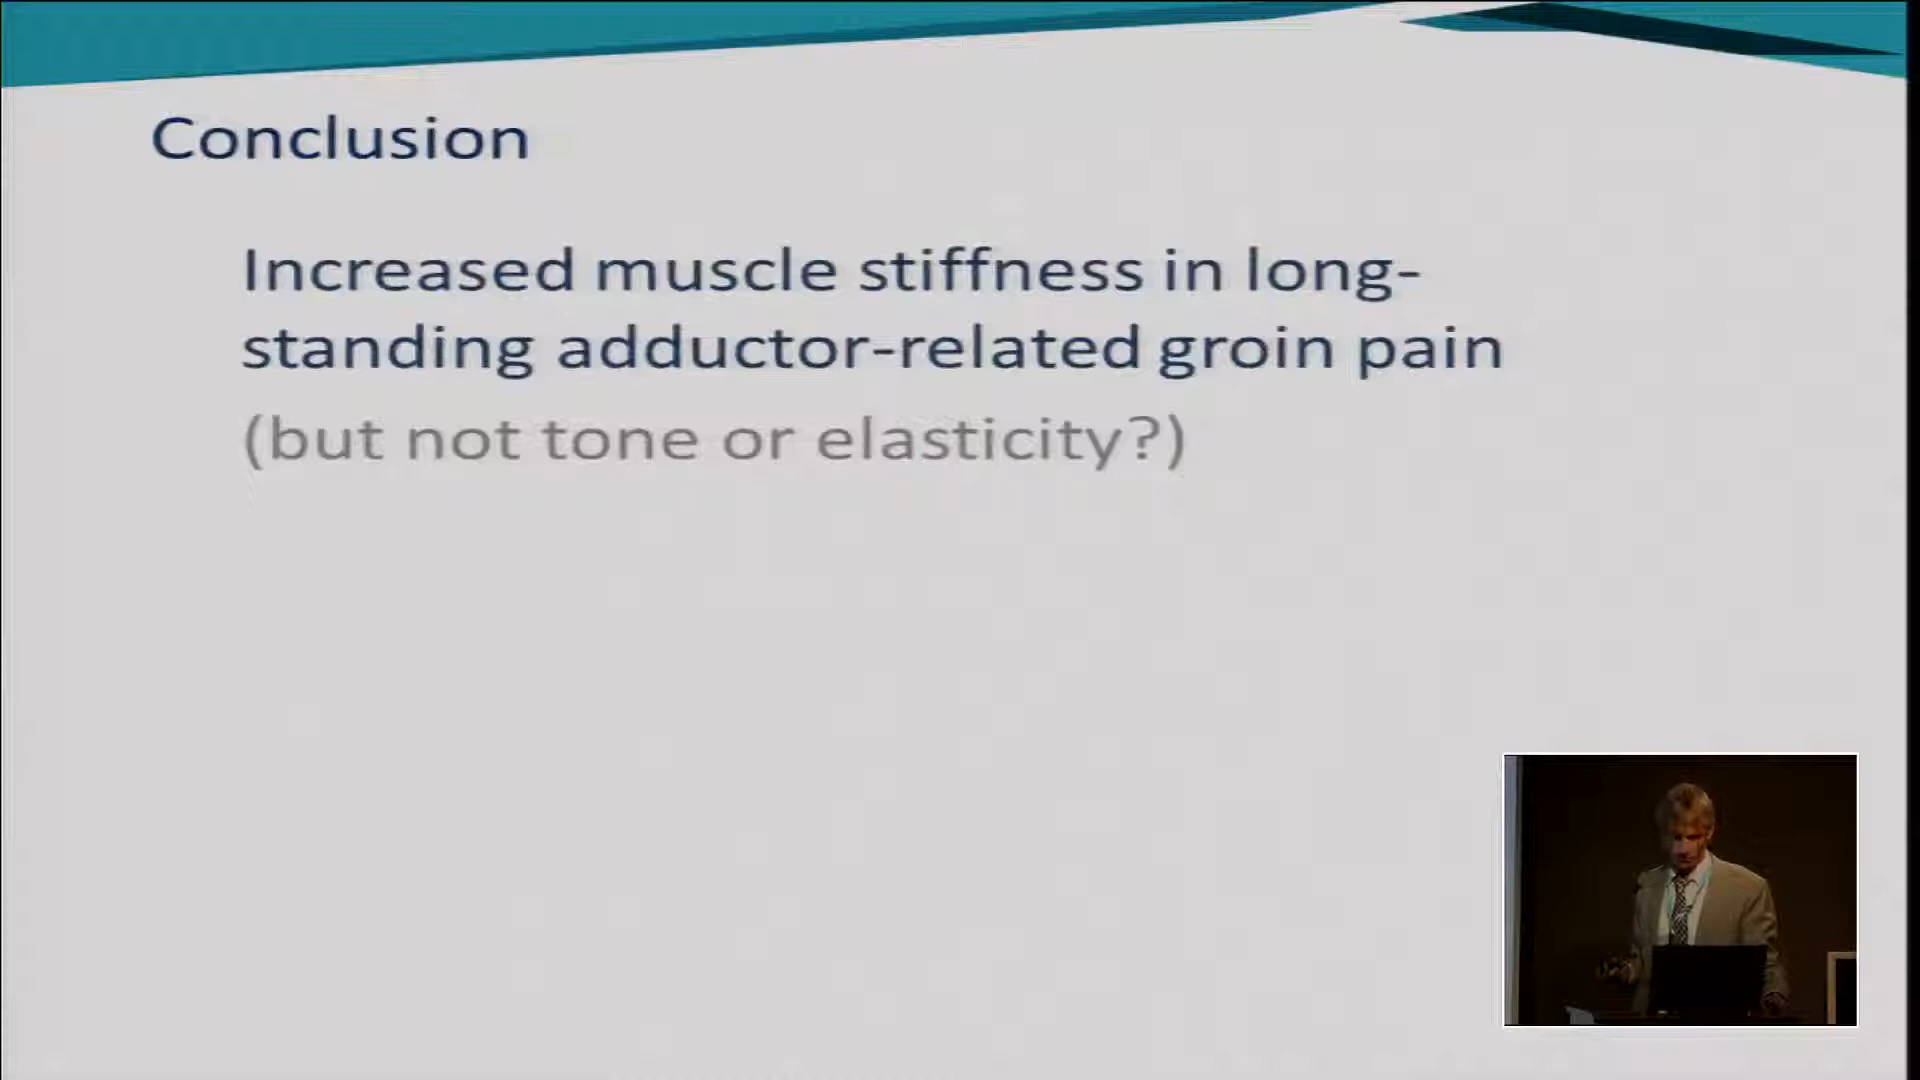 Conclusion
Increased muscle stiffness in long-
standing adductor-related groin pain
(but not tone or elasticity?)